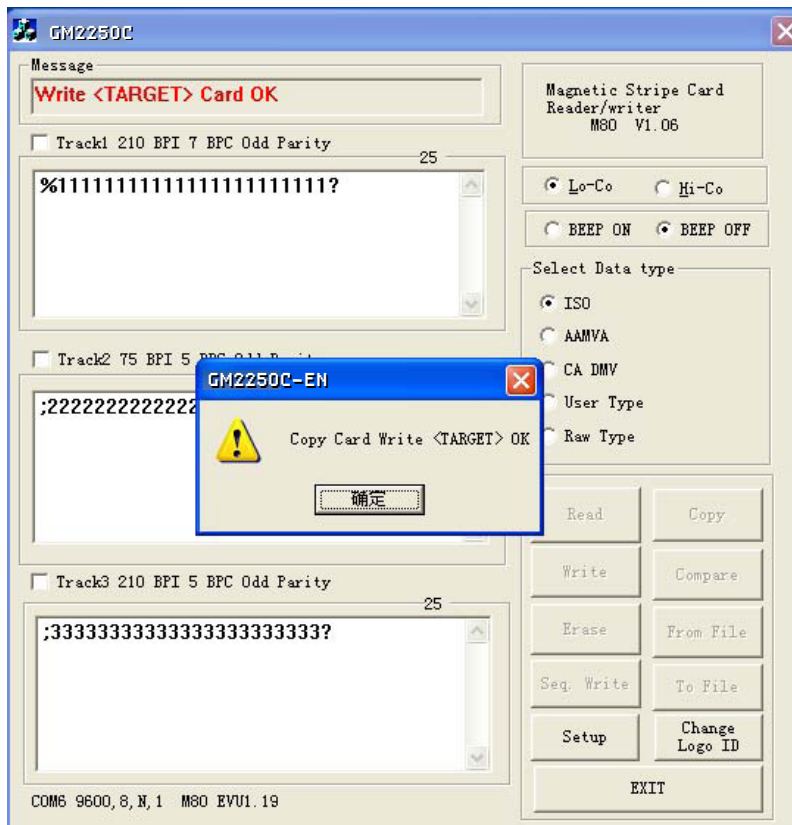 GM2250C
Message
Write <TARGET> Card OK
Magnetic Stripe Card
Reader/writer
M80 V1.06
Track1 210 BPI 7 BPC Odd Parity
25
%11111111111111111111111?
Lo-Co Hi-Co
BEEP ON BEEP OFF
Select Data type
ISO
AAMVA
CA DMV
User Type
Raw Type
Track2 75 BPI 5
;2222222222222
GM2250C-EN
Copy Card Write <TARGET> OK
确定
Track3 210 BPI 5 BPC Odd Parity
25
;33333333333333333333333?
Read Copy
Write Compare
Erase From File
Seq. Write To File
Setup Change
Logo ID
EXIT
COM6 9600,8,N,1 M80 EVU1.19